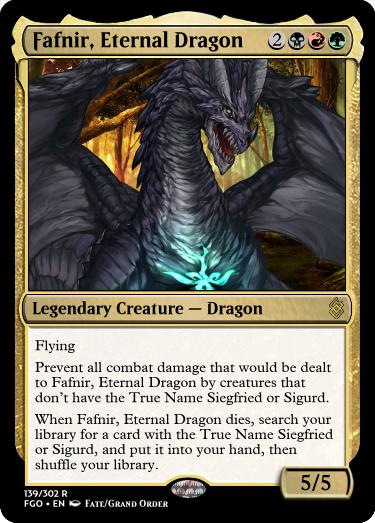 Fafnir, Eternal Dragon 2
Legendary Creature — Dragon
Flying
Prevent all combat damage that would be dealt
to Fafnir, Eternal Dragon by creatures that
don't have the True Name Siegfried or Sigurd.
When Fafnir, Eternal Dragon dies, search your
library for a card with the True Name Siegfried
or Sigurd, and put it into your hand, then
shuffle your library.
5/5
139/302 R
FGO • EN Fate/Grand Order